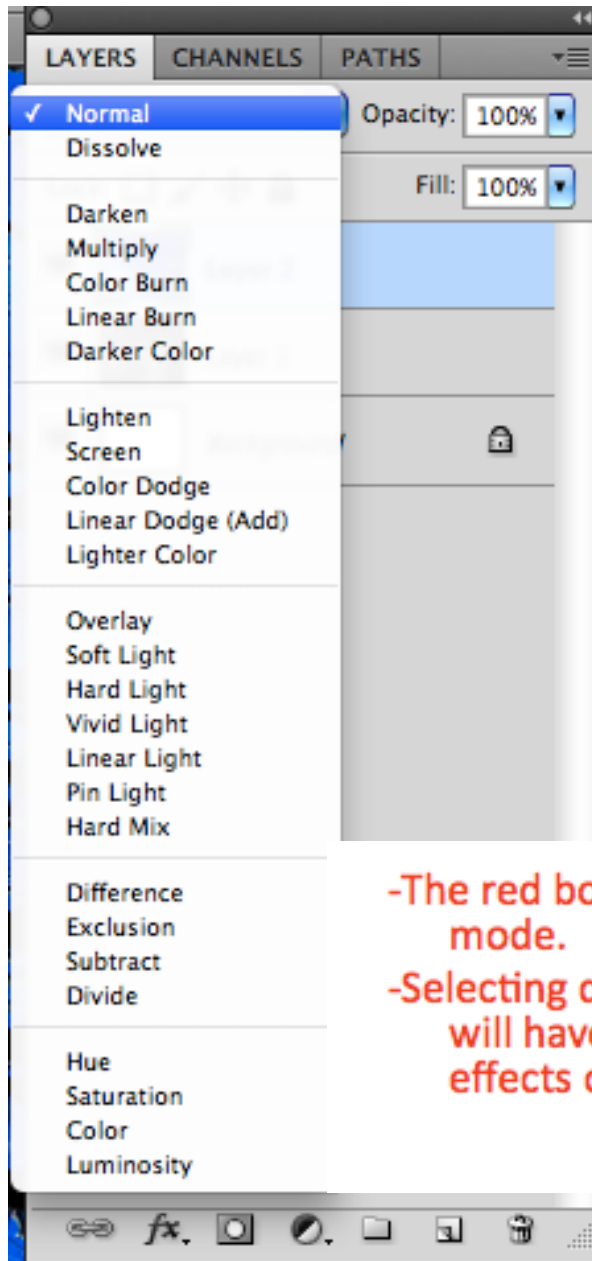 LAYERS CHANNELS PATHS
✓ Normal Opacity: 100%
Dissolve
Fill: 100%
Darken
Multiply
Color Burn
Linear Burn
Darker Color
Lighten
Screen
Color Dodge
Linear Dodge (Add)
Lighter Color
Overlay
Soft Light
Hard Light
Vivid Light
Linear Light
Pin Light
Hard Mix
Difference
Exclusion
Subtract
Divide
Hue
Saturation
Color
Luminosity
-The red bo
mode.
-Selecting
will have
effects
fx.